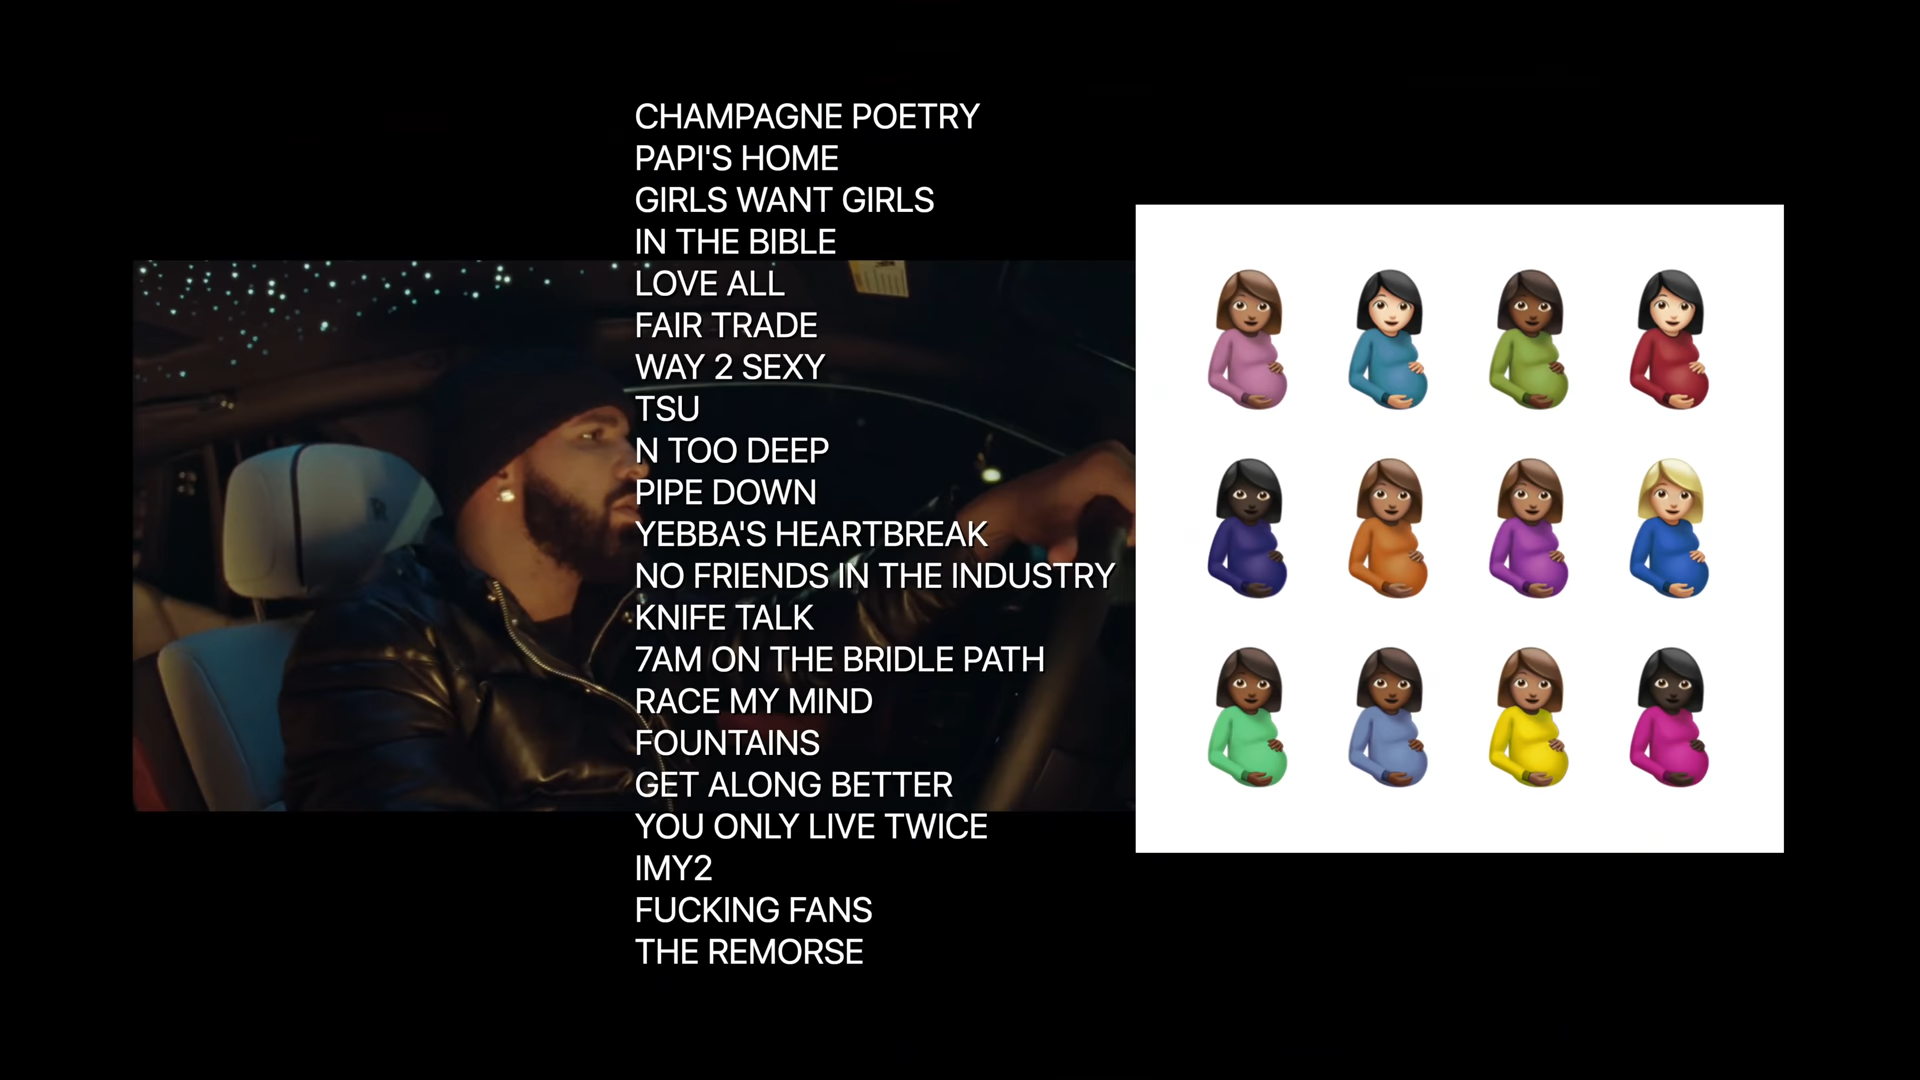 CHAMPAGNE POETRY
PAPI'S HOME
GIRLS WANT GIRLS
IN THE BIBLE
LOVE ALL
FAIR TRADE
WAY 2 SEXY
TSU
N TOO DEEP
PIPE DOWN
YEBBA'S HEARTBREAK
NO FRIENDS IN THE INDUSTRY
KNIFE TALK
7AM ON THE BRIDLE PATH
RACE MY MIND
FOUNTAINS
GET ALONG BETTER
YOU ONLY LIVE TWICE
IMY2
FUCKING FANS
THE REMORSE